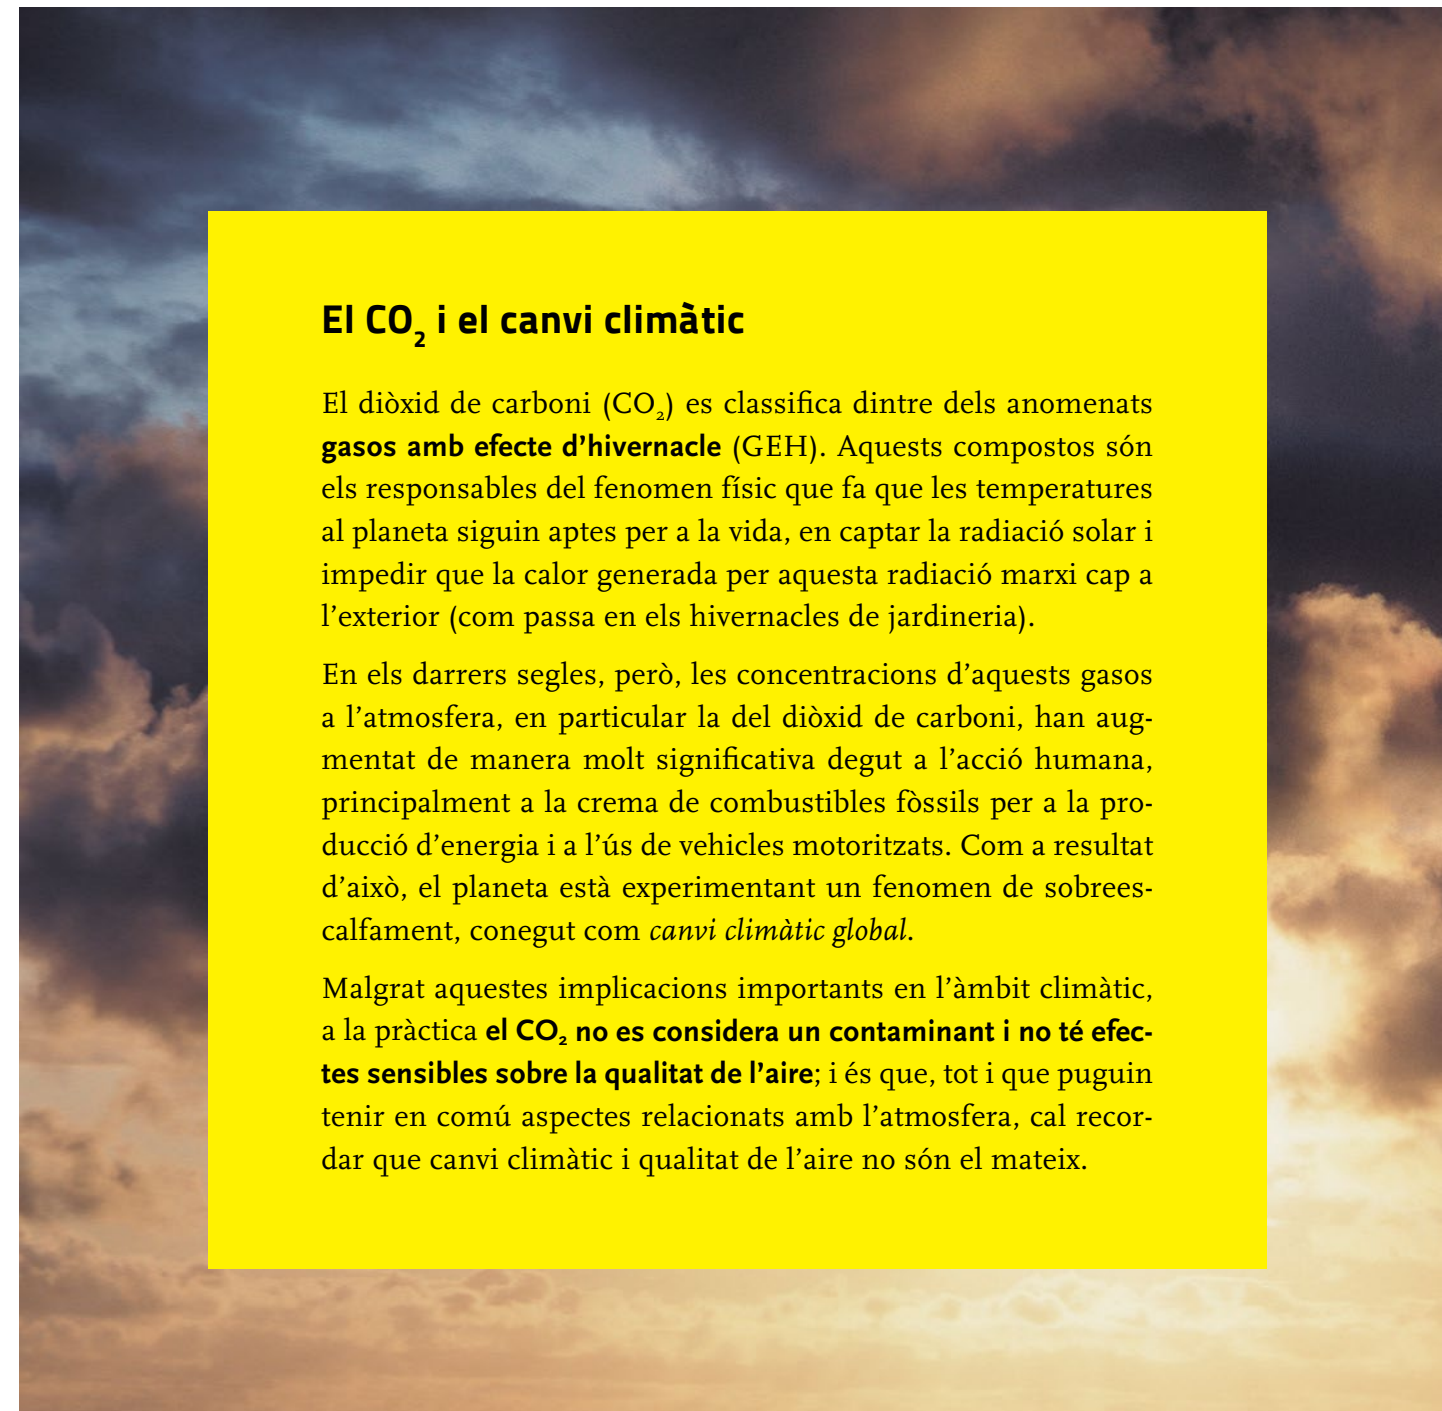 El CO₂ i el canvi climàtic
El diòxid de carboni (CO₂) es classifica dintre dels anomenats
gasos amb efecte d’hivernacle (GEH). Aquests compostos són
els responsables del fenomen físic que fa que les temperatures
al planeta siguin aptes per a la vida, en captar la radiació solar i
impedir que la calor generada per aquesta radiació marxi cap a
l’exterior (com passa en els hivernacles de jardineria).
En els darrers segles, però, les concentracions d’aquests gasos
a l’atmosfera, en particular la del diòxid de carboni, han aug-
mentat de manera molt significativa degut a l’acció humana,
principalment a la crema de combustibles fòssils per a la pro-
ducció d’energia i a l’ús de vehicles motoritzats. Com a resultat
d’això, el planeta està experimentant un fenomen de sobrees-
calfament, conegut com canvi climàtic global.
Malgrat aquestes implicacions importants en l’àmbit climàtic,
a la pràctica el CO₂ no es considera un contaminant i no té efec-
tes sensibles sobre la qualitat de l’aire; i és que, tot i que puguin
tenir en comú aspectes relacionats amb l’atmosfera, cal recor-
dar que canvi climàtic i qualitat de l’aire no són el mateix.